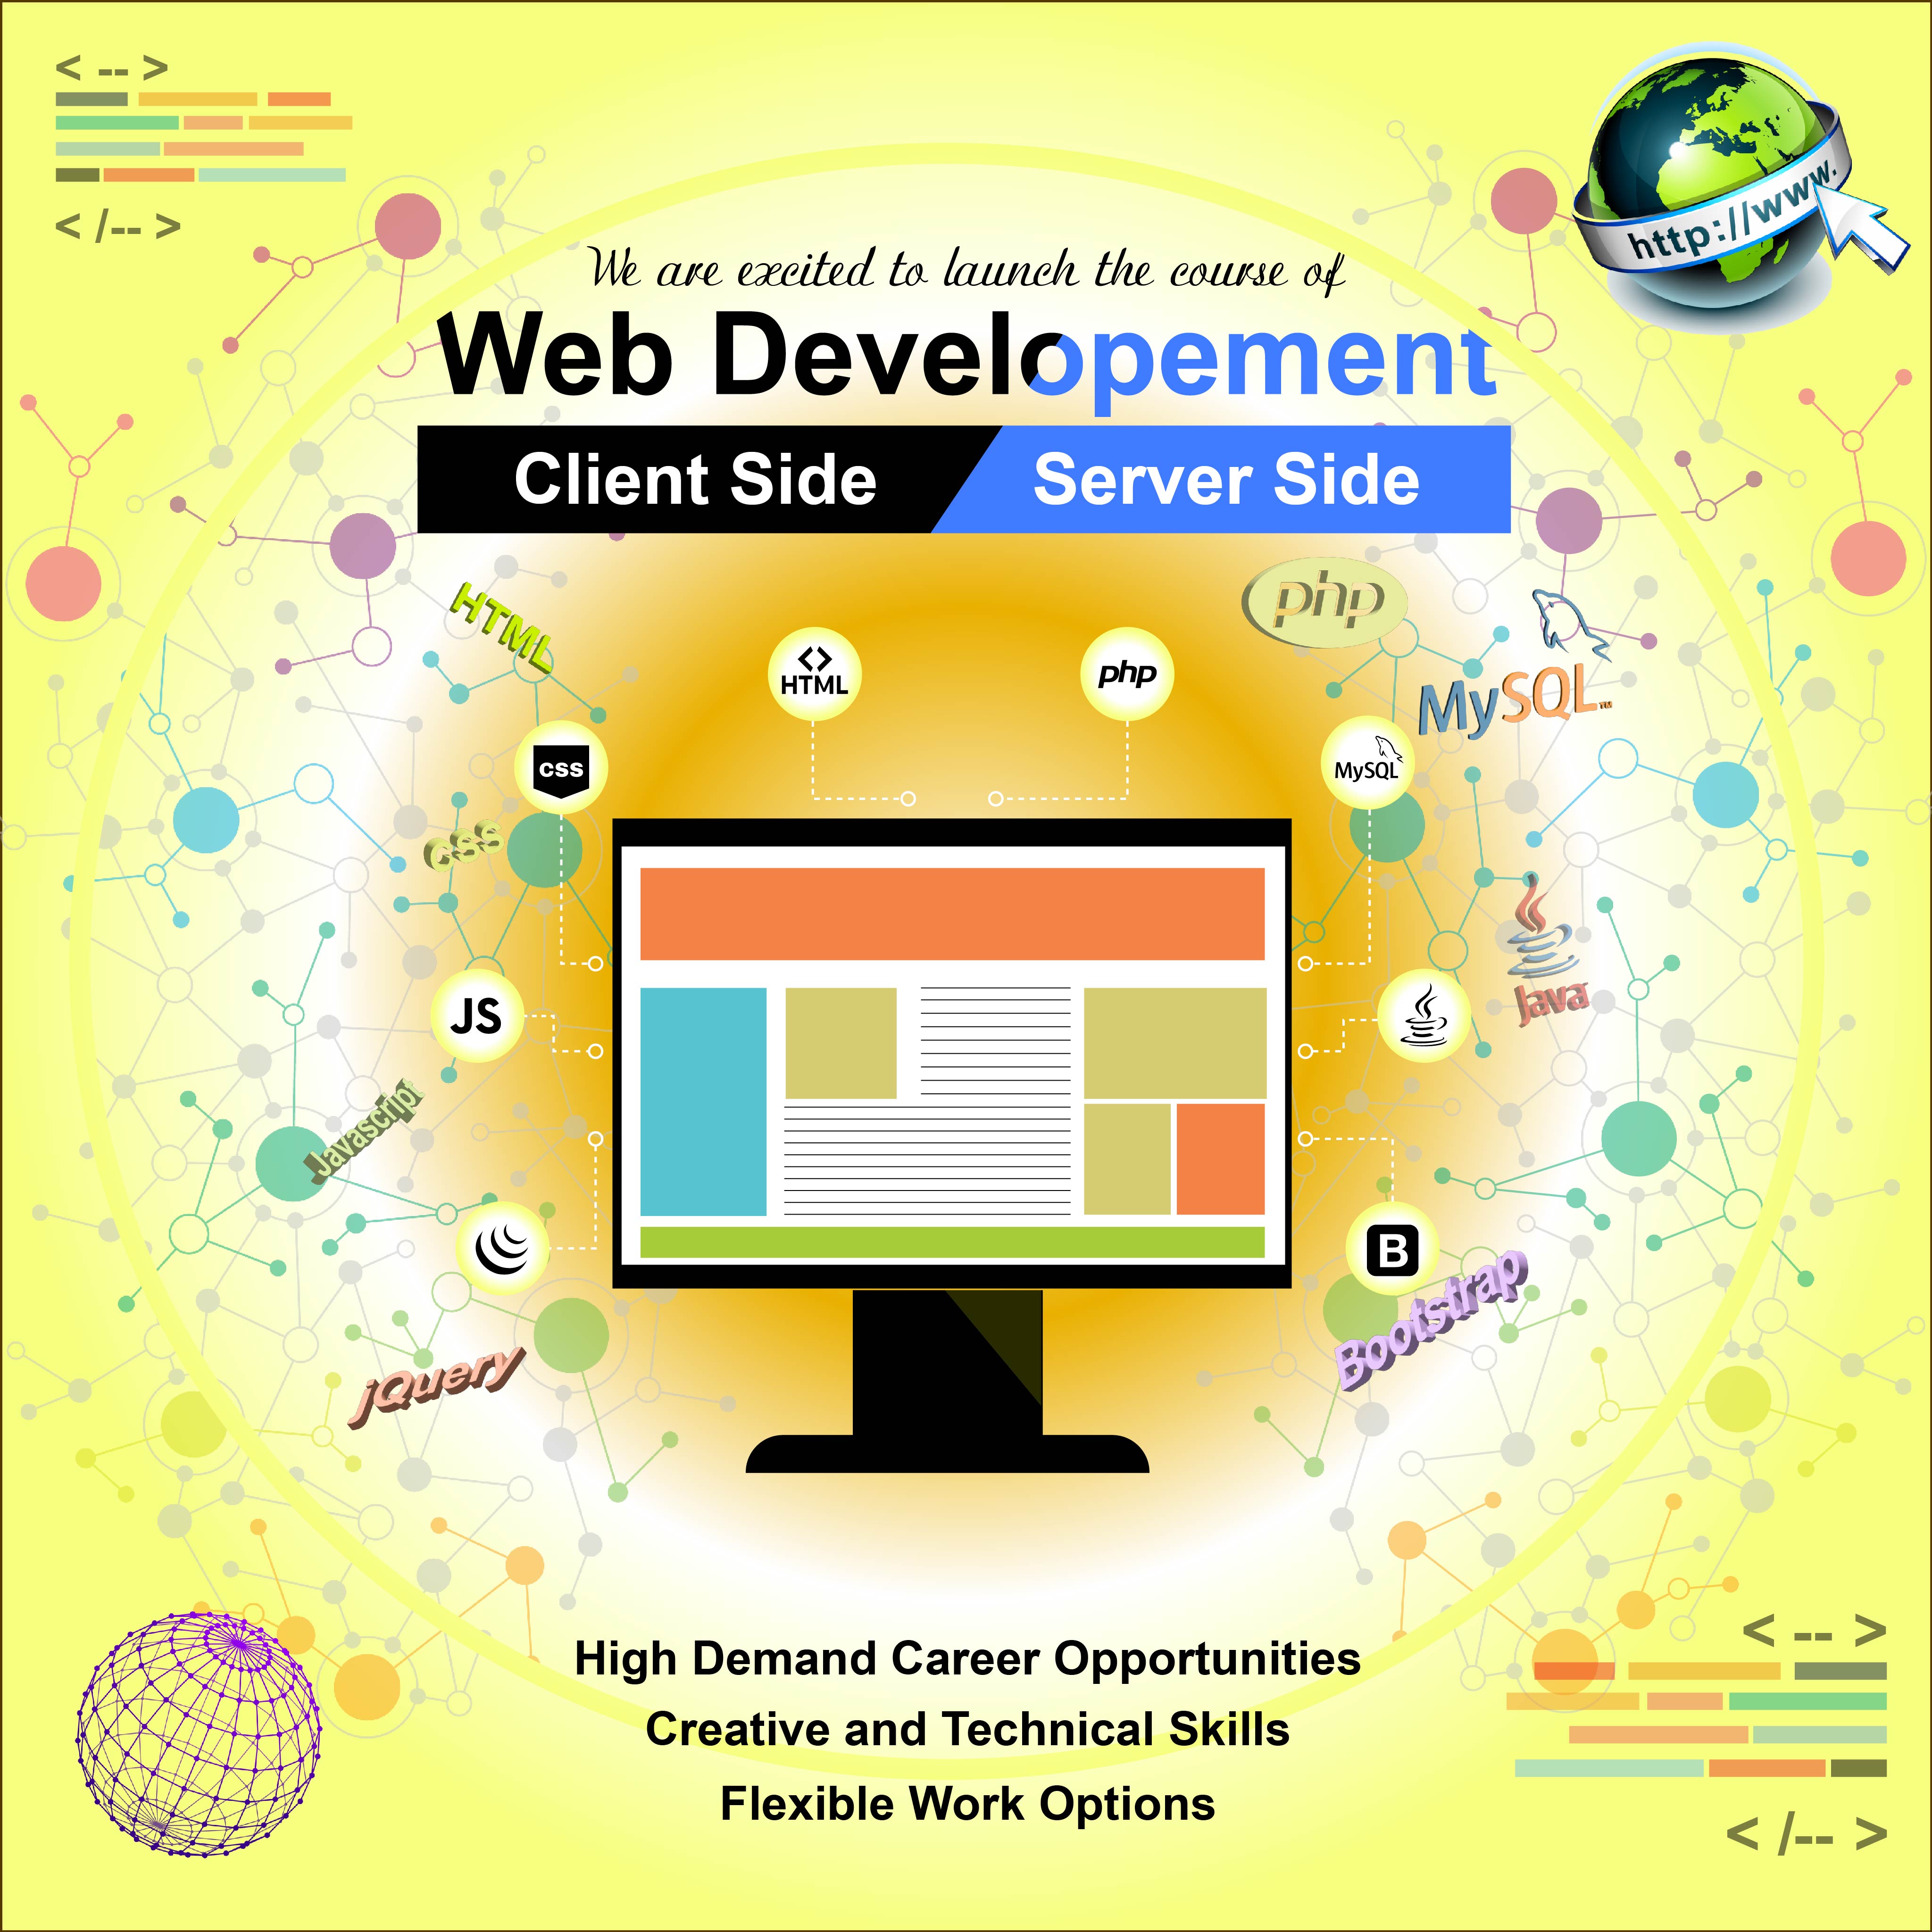 < -- >
< /-- >
http://www.
We are excited to launch the course of
Web Developement
Client Side
Server Side
HTML
php
MySQL™
HTML
php
CSS
MySQL
css
Java
JS
Javascript
B
jQuery
Bootstrap
High Demand Career Opportunities
Creative and Technical Skills
Flexible Work Options
< -- >
< /-- >